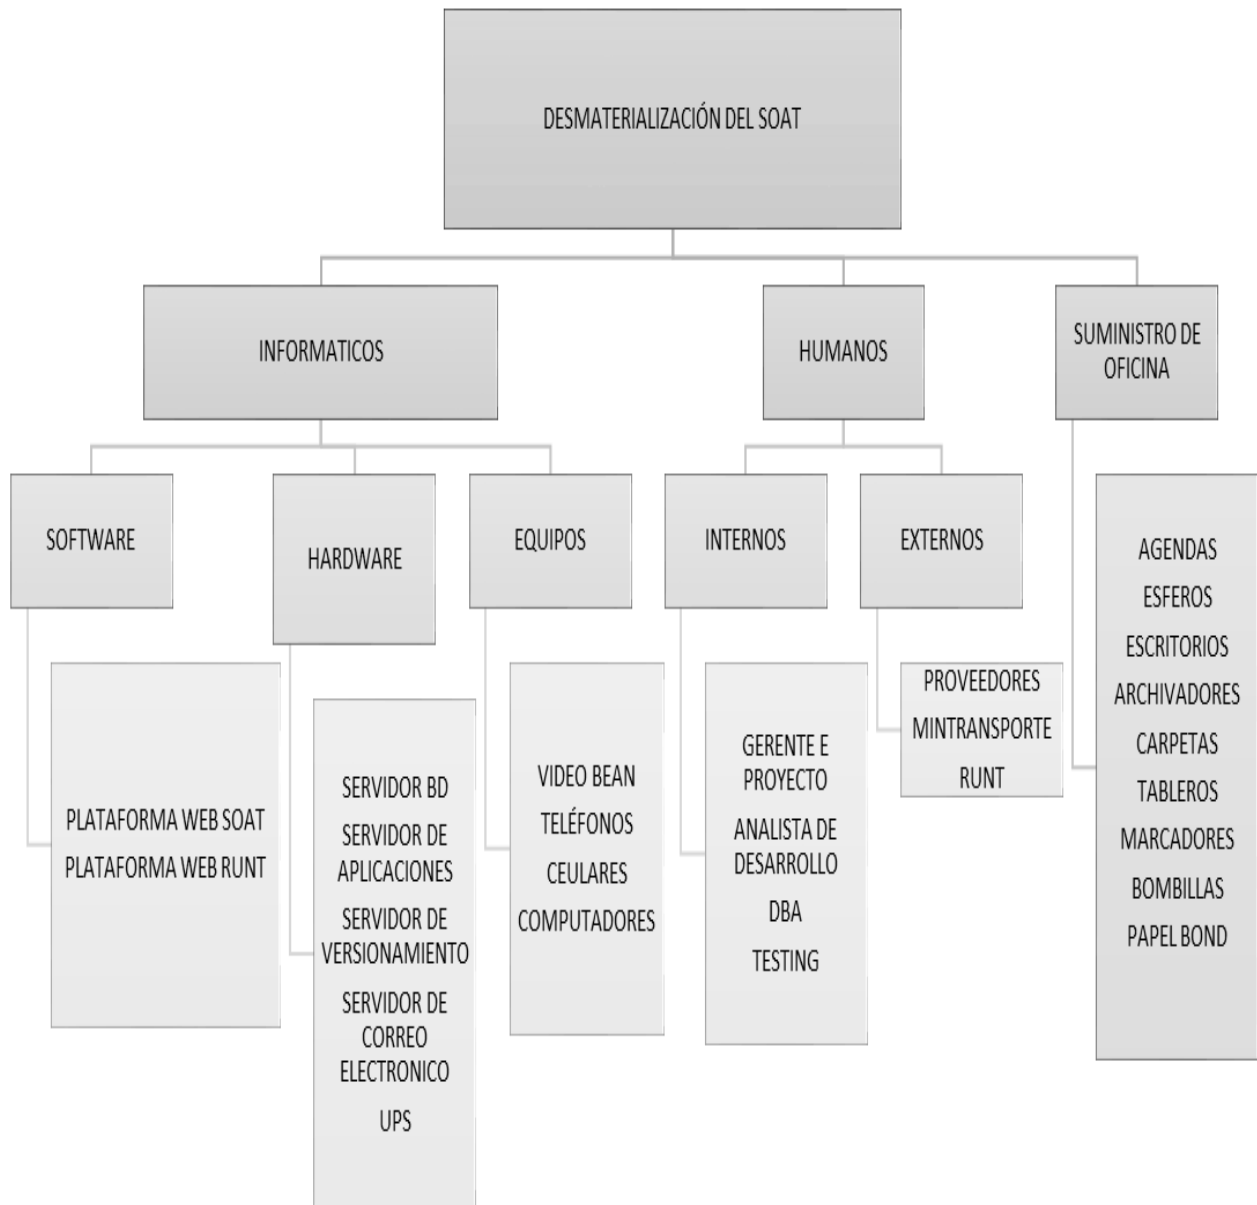 DESMATERIALIZACIÓN DEL SOAT
INFORMATICOS
HUMANOS
SUMINISTRO DE
OFICINA
SOFTWARE
HARDWARE
EQUIPOS
INTERNOS
EXTERNOS
PLATAFORMA WEB SOAT
PLATAFORMA WEB RUNT
SERVIDOR BD
SERVIDOR DE
APLICACIONES
SERVIDOR DE
VERSIONAMIENTO
SERVIDOR DE
CORREO
ELECTRONICO
UPS
VIDEO BEAN
TELÉFONOS
CEULARES
COMPUTADORES
GERENTE E
PROYECTO
ANALISTA DE
DESARROLLO
DBA
TESTING
PROVEEDORES
MINTRANSPORTE
RUNT
AGENDAS
ESFEROS
ESCRITORIOS
ARCHIVADORES
CARPETAS
TABLEROS
MARCADORES
BOMBILLAS
PAPEL BOND